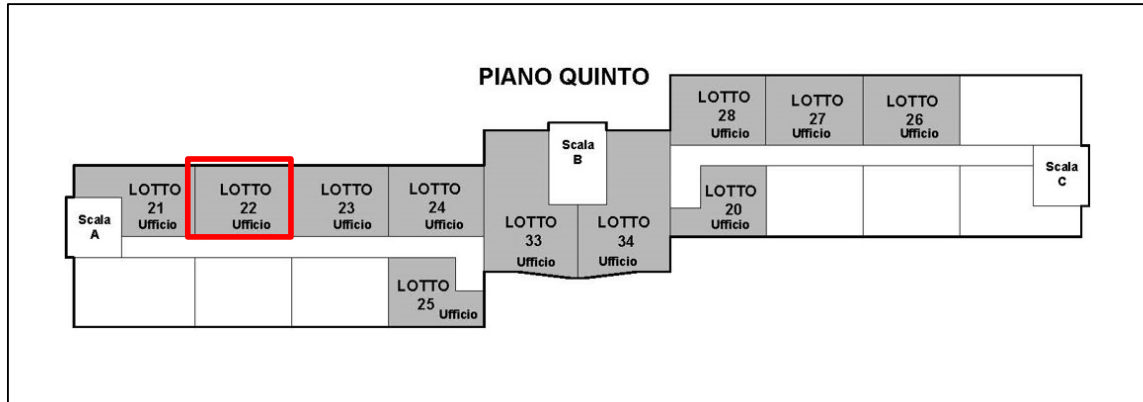 PIANO QUINTO
LOTTO
28
Ufficio
LOTTO
27
Ufficio
LOTTO
26
Ufficio
Scala
B
Scala
C
LOTTO
21
Ufficio
LOTTO
22
Ufficio
LOTTO
23
Ufficio
LOTTO
24
Ufficio
LOTTO
20
Ufficio
Scala
A
LOTTO
33
Ufficio
LOTTO
34
Ufficio
LOTTO
25
Ufficio